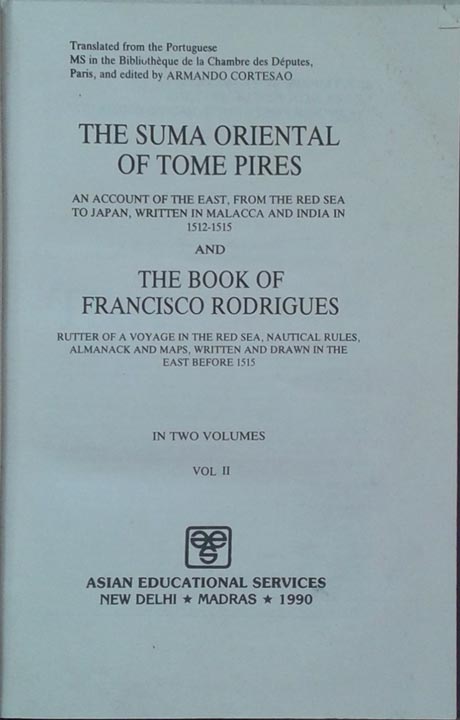 Translated from the Portuguese
MS in the Bibliothèque de la Chambre des Députes,
Paris, and edited by ARMANDO CORTESAO
THE SUMA ORIENTAL
OF TOME PIRES
AN ACCOUNT OF THE EAST, FROM THE RED SEA
TO JAPAN, WRITTEN IN MALACCA AND INDIA IN
1512-1515
AND
THE BOOK OF
FRANCISCO RODRIGUES
RUTTER OF A VOYAGE IN THE RED SEA, NAUTICAL RULES,
ALMANACK AND MAPS, WRITTEN AND DRAWN IN THE
EAST BEFORE 1515
IN TWO VOLUMES
VOL II
aes
ASIAN EDUCATIONAL SERVICES
NEW DELHI ★ MADRAS ★ 1990